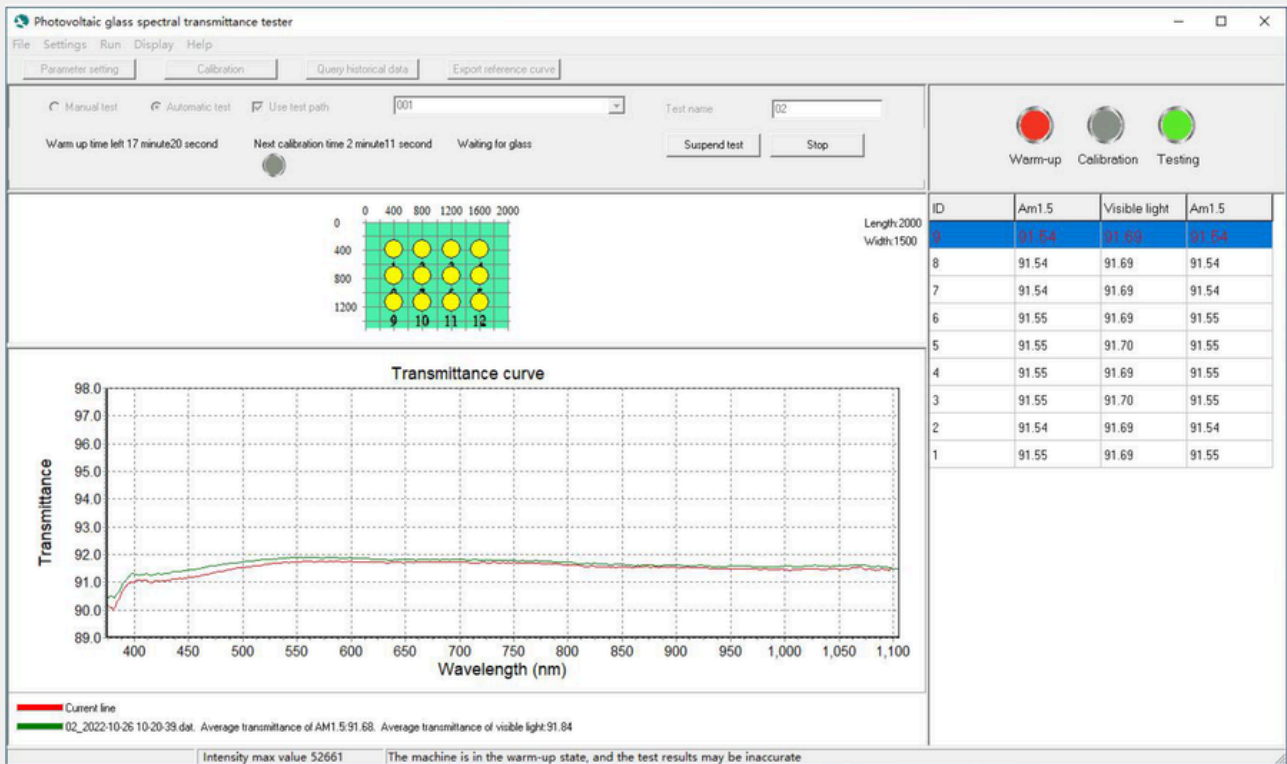 Photovoltaic glass spectral transmittance tester
File Settings Run Display Help
Parameter setting Calibration Query historical data Export reference curve
Manual test Automatic test Use test path 001 Test name 02
Warm up time left 17 minute20 second Next calibration time 2 minute11 second Waiting for glass Suspend test Stop
Warm-up Calibration Testing
0 400 800 1200 1600 2000
0
400
800
1200
9 10 11 12
Length:2000
Width:1500
ID Am1.5 Visible light Am1.5
9 91.54 91.69 91.54
8 91.54 91.69 91.54
7 91.54 91.69 91.54
6 91.55 91.69 91.55
5 91.55 91.70 91.55
4 91.55 91.69 91.55
3 91.55 91.70 91.55
2 91.54 91.69 91.54
1 91.55 91.69 91.55
Transmittance curve
Transmittance
98.0
97.0
96.0
95.0
94.0
93.0
92.0
91.0
90.0
89.0
400 450 500 550 600 650 700 750 800 850 900 950 1,000 1,050 1,100
Wavelength (nm)
Current line
02_2022-10-26 10-20-39.dat. Average transmittance of AM1.5:91.68. Average transmittance of visible light:91.84
Intensity max value 52661 The machine is in the warm-up state, and the test results may be inaccurate